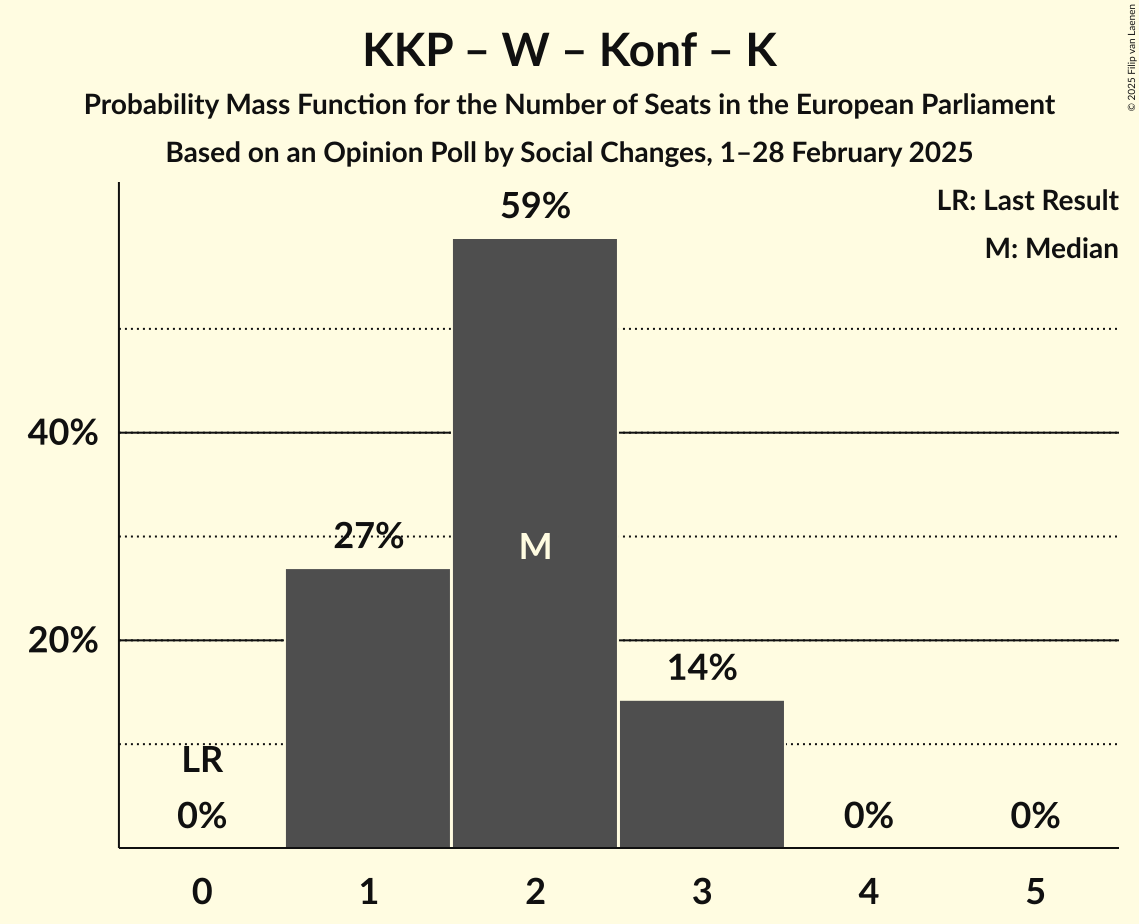 KKP – W – Konf – K
Probability Mass Function for the Number of Seats in the European Parliament
Based on an Opinion Poll by Social Changes, 1–28 February 2025
© 2025 Filip van Laenen
LR: Last Result
M: Median
59%
40%
27%
M
20%
14%
LR
0%
0%
0%
0
1
2
3
4
5